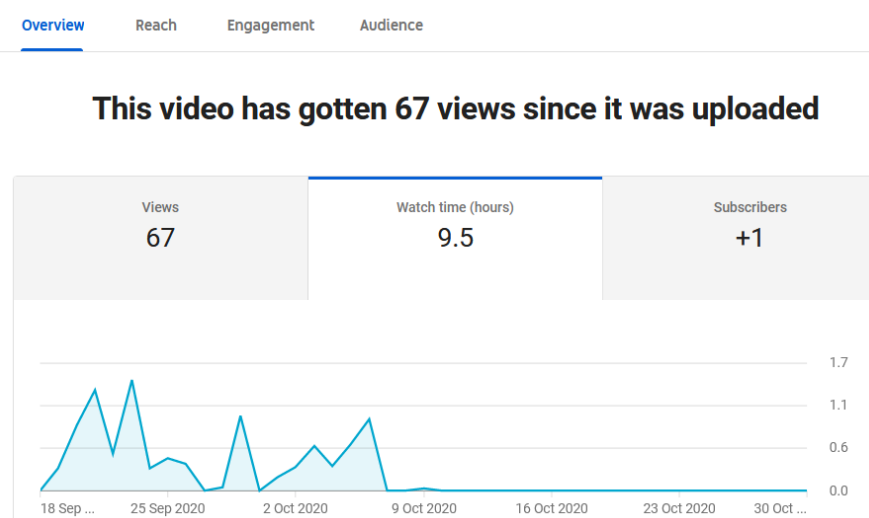 Overview Reach Engagement Audience
This video has gotten 67 views since it was uploaded
Views Watch time (hours) Subscribers
67 9.5 +1
1.7
1.1
0.6
0.0
18 Sep ... 25 Sep 2020 2 Oct 2020 9 Oct 2020 16 Oct 2020 23 Oct 2020 30 Oct ...